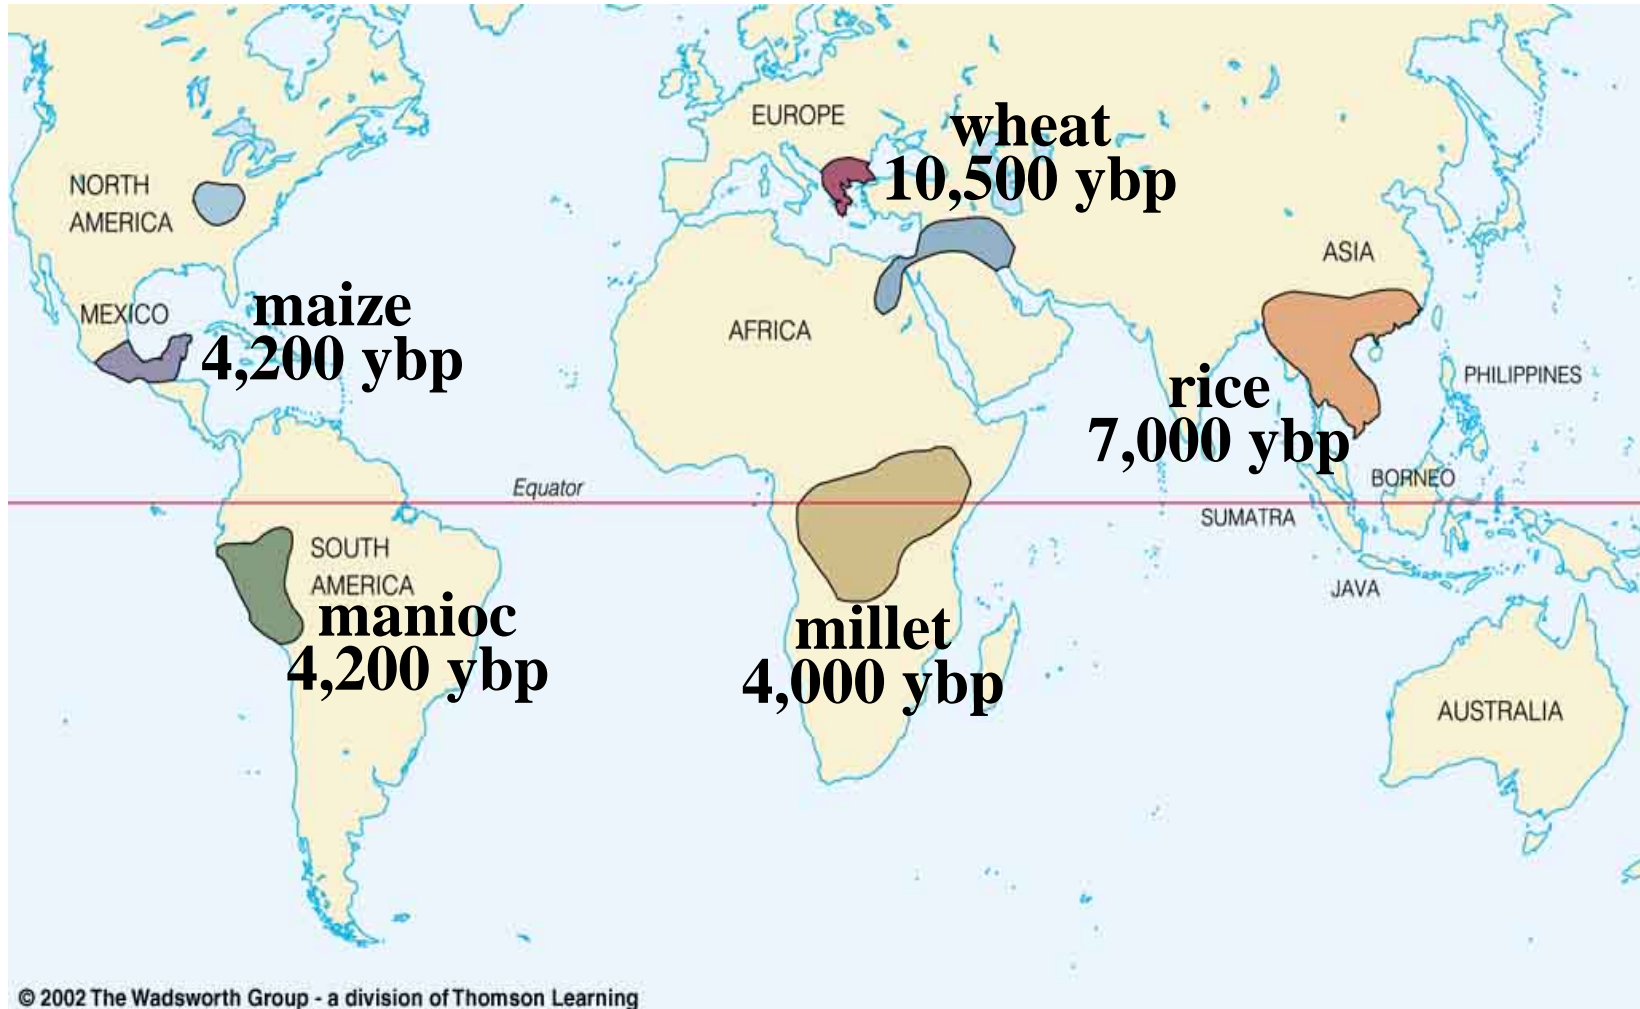 EUROPE
wheat
10,500 ybp
NORTH
AMERICA
ASIA
MEXICO
maize
4,200 ybp
AFRICA
PHILIPPINES
rice
7,000 ybp
BORNEO
Equator
SUMATRA
SOUTH
AMERICA
JAVA
manioc
4,200 ybp
millet
4,000 ybp
AUSTRALIA
© 2002 The Wadsworth Group - a division of Thomson Learning